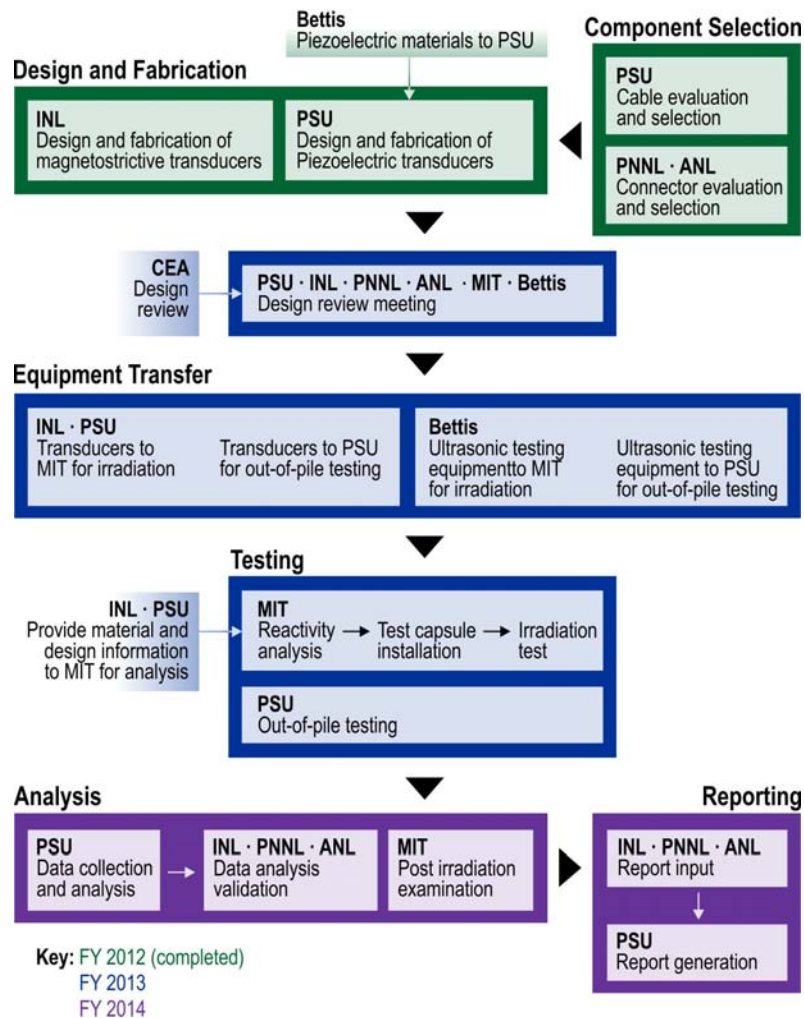 Bettis
Piezoelectric materials to PSU
Component Selection
Design and Fabrication
INL
Design and fabrication of
magnetostrictive transducers
PSU
Design and fabrication of
Piezoelectric transducers
PSU
Cable evaluation
and selection
PNNL · ANL
Connector evaluation
and selection
CEA
Design
review
PSU · INL · PNNL · ANL · MIT · Bettis
Design review meeting
Equipment Transfer
INL · PSU
Transducers to
MIT for irradiation
Transducers to PSU
for out-of-pile testing
Bettis
Ultrasonic testing
equipmentto MIT
for irradiation
Ultrasonic testing
equipment to PSU
for out-of-pile testing
Testing
INL · PSU
Provide material and
design information
to MIT for analysis
MIT
Reactivity
analysis
Test capsule
installation
Irradiation
test
PSU
Out-of-pile testing
Analysis
PSU
Data collection
and analysis
INL · PNNL · ANL
Data analysis
validation
MIT
Post irradiation
examination
Reporting
INL · PNNL · ANL
Report input
PSU
Report generation
Key: FY 2012 (completed)
FY 2013
FY 2014